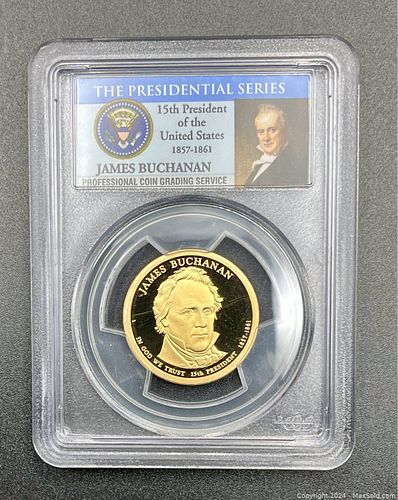 THE PRESIDENTIAL SERIES
15th President
of the
United States
1857-1861
JAMES BUCHANAN
PROFESSIONAL COIN GRADING SERVICE
JAMES BUCHANAN
IN GOD WE TRUST 15th PRESIDENT 1857-1861
Copyright 2024 - MaxSold.com